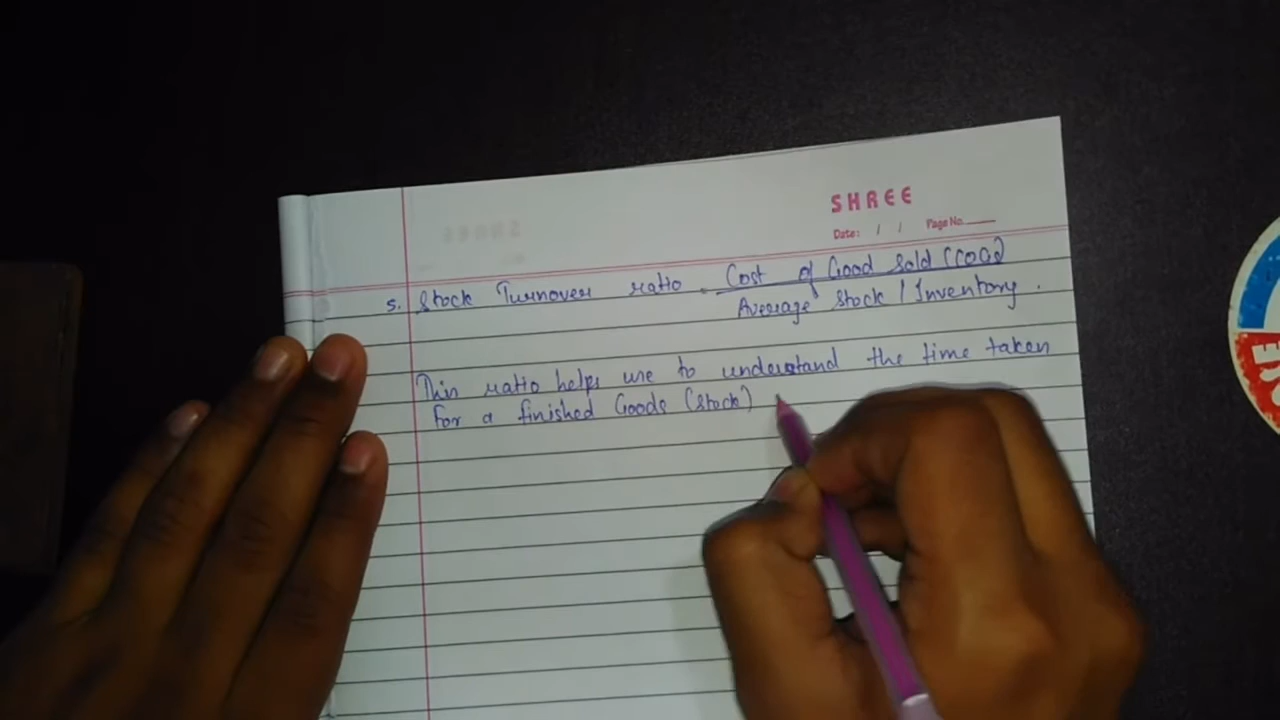 SHREE
Date: / / Page No.
5. Stock Turnover ratio = Cost of Good Sold (COGS)
Average Stock / Inventory.
This ratio helps use to understand the time taken
for a finished Goods (Stock)